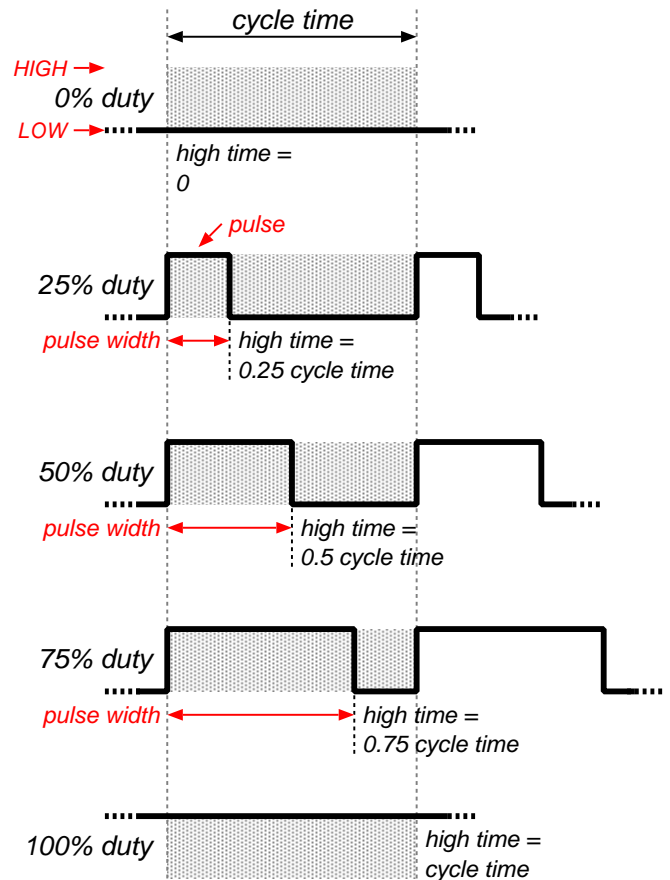 cycle time
HIGH
0% duty
LOW
high time =
0
pulse
25% duty
pulse width
high time =
0.25 cycle time
50% duty
pulse width
high time =
0.5 cycle time
75% duty
pulse width
high time =
0.75 cycle time
100% duty
high time =
cycle time